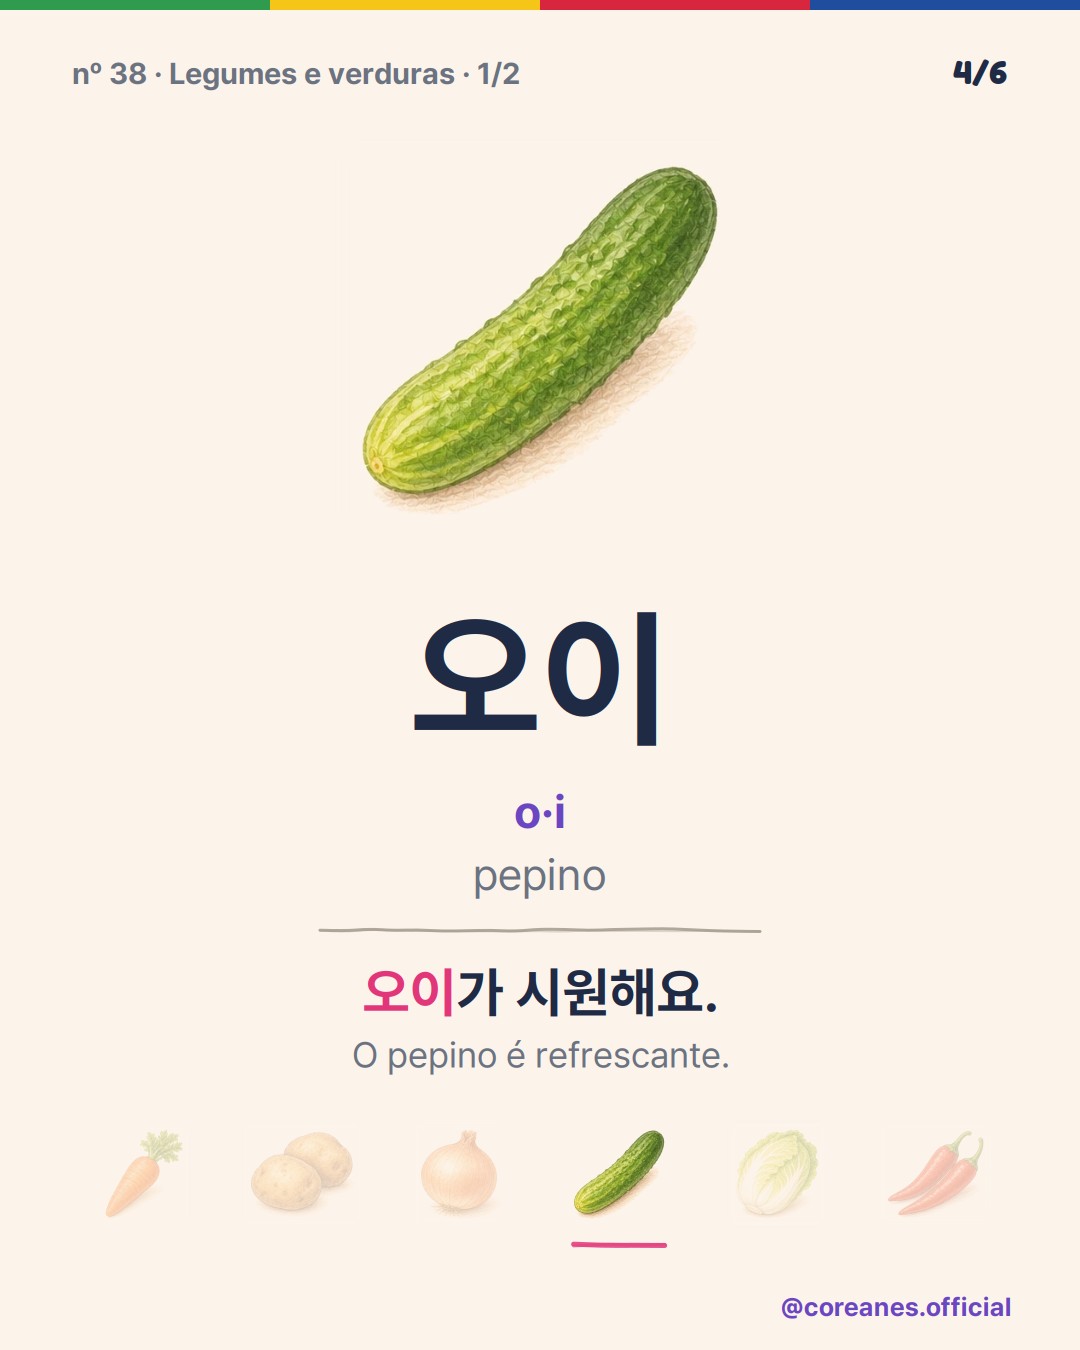 nº 38 · Legumes e verduras · 1/2
4/6
오이
o·i
pepino
오이가 시원해요.
O pepino é refrescante.
@coreanes.official